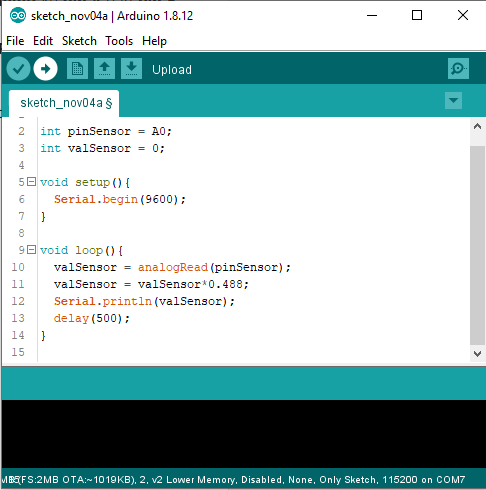 sketch_nov04a | Arduino 1.8.12
File Edit Sketch Tools Help
Upload
sketch_nov04a §
2 int pinSensor = A0;
3 int valSensor = 0;
4
5 void setup(){
6 Serial.begin(9600);
7 }
8
9 void loop(){
10 valSensor = analogRead(pinSensor);
11 valSensor = valSensor*0.488;
12 Serial.println(valSensor);
13 delay(500);
14 }
15
(FS:2MB OTA:~1019KB), 2, v2 Lower Memory, Disabled, None, Only Sketch, 115200 on COM7